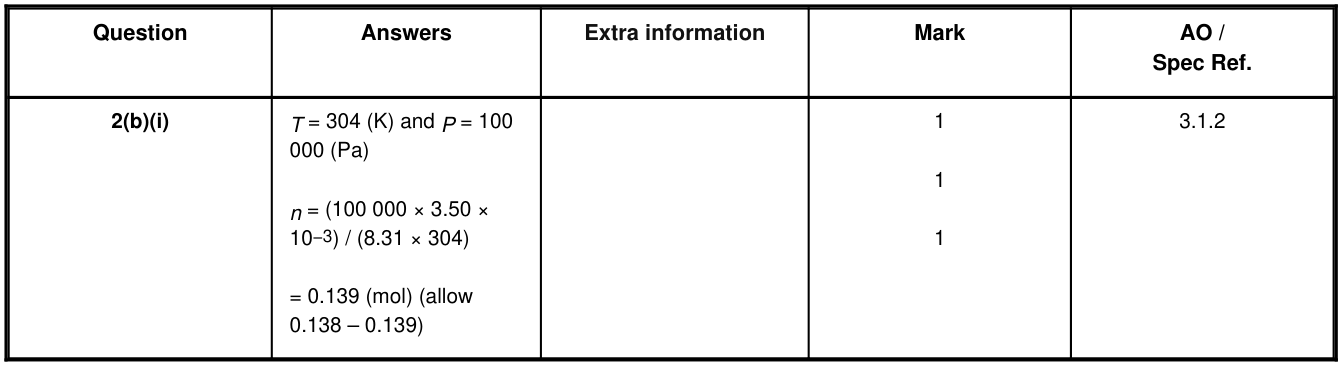 Question Answers Extra information Mark AO /
Spec Ref.
2(b)(i) T = 304 (K) and P = 100 1 3.1.2
000 (Pa)
1
n = (100 000 × 3.50 ×
10–3) / (8.31 × 304) 1
= 0.139 (mol) (allow
0.138 – 0.139)